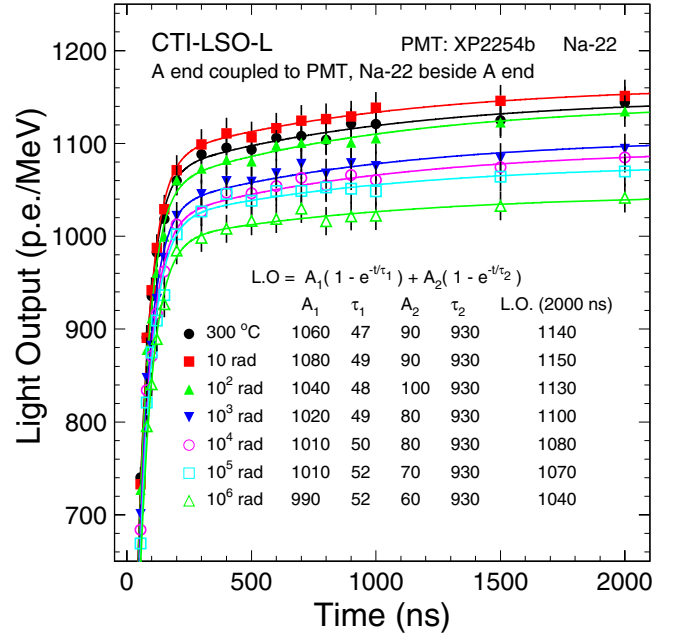 CTI-LSO-L PMT: XP2254b Na-22
A end coupled to PMT, Na-22 beside A end
Light Output (p.e./MeV)
1200
1100
1000
900
800
700
L.O = A₁( 1 - e^-t/τ₁ ) + A₂( 1 - e^-t/τ₂ )
A₁ τ₁ A₂ τ₂ L.O. (2000 ns)
300 °C 1060 47 90 930 1140
10 rad 1080 49 90 930 1150
10² rad 1040 48 100 930 1130
10³ rad 1020 49 80 930 1100
10⁴ rad 1010 50 80 930 1080
10⁵ rad 1010 52 70 930 1070
10⁶ rad 990 52 60 930 1040
0 500 1000 1500 2000
Time (ns)